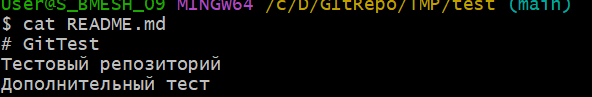 User@S_BMESH_09 MINGW64 /c/D/GitRepo/TMP/test (main)
$ cat README.md
# GitTest
Тестовый репозиторий
Дополнительный тест